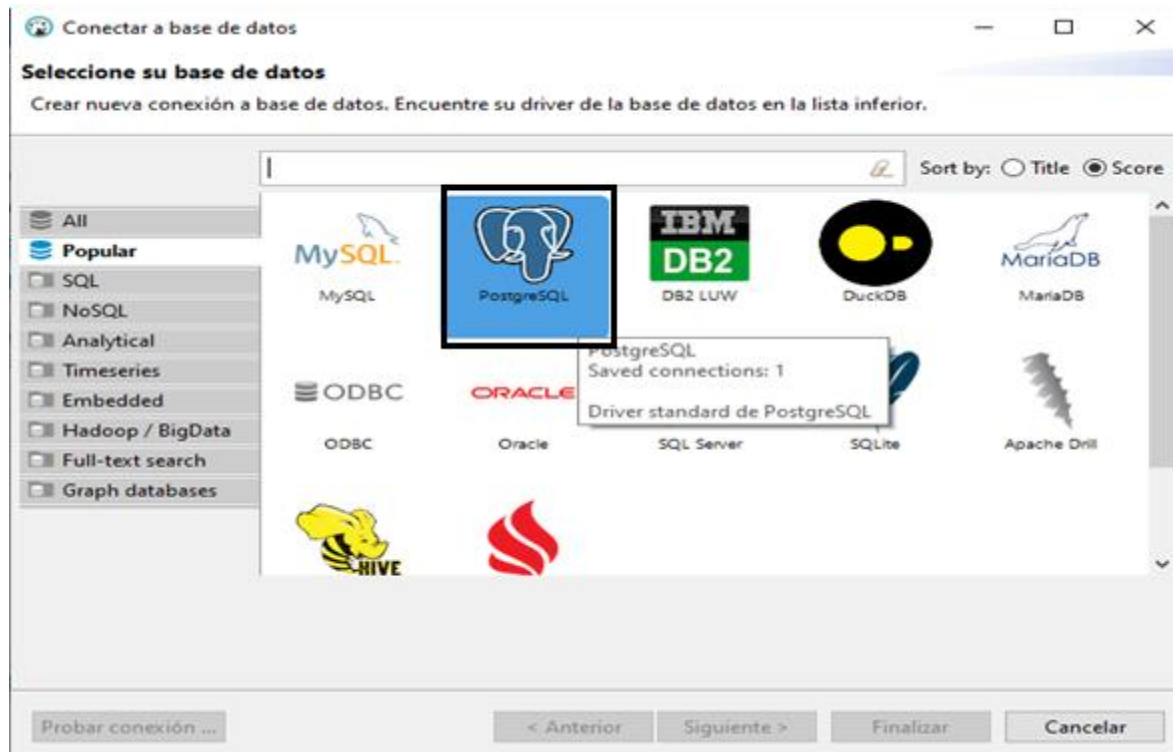 Conectar a base de datos
Seleccione su base de datos
Crear nueva conexión a base de datos. Encuentre su driver de la base de datos en la lista inferior.
Sort by: Title Score
All
Popular
SQL
NoSQL
Analytical
Timeseries
Embedded
Hadoop / BigData
Full-text search
Graph databases
MySQL
IBM
DB2
MariaDB
MySQL
PostgreSQL
DB2 LUW
DuckDB
MariaDB
PostgreSQL
Saved connections: 1
Driver standard de PostgreSQL
ODBC
ORACLE
ODBC
Oracle
SQL Server
SQLite
Apache Drill
HIVE
Probar conexión ...
< Anterior
Siguiente >
Finalizar
Cancelar